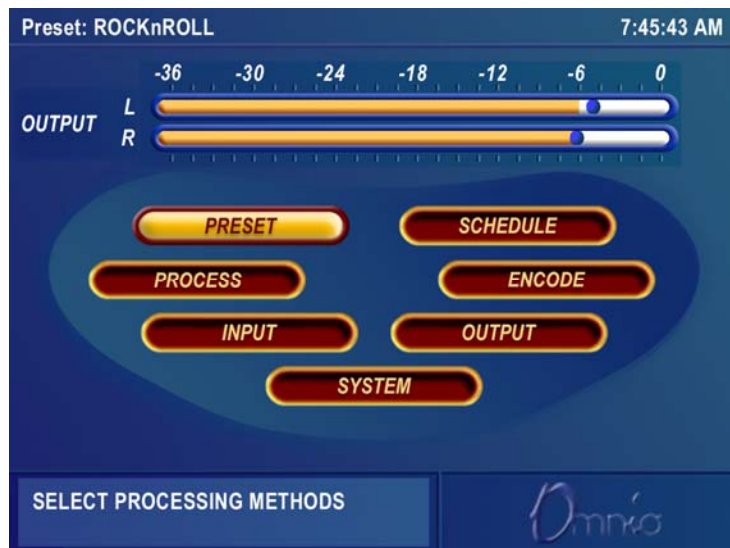 Preset: ROCKnROLL 7:45:43 AM
-36 -30 -24 -18 -12 -6 0
OUTPUT L
R
PRESET SCHEDULE
PROCESS ENCODE
INPUT OUTPUT
SYSTEM
SELECT PROCESSING METHODS
Omnia